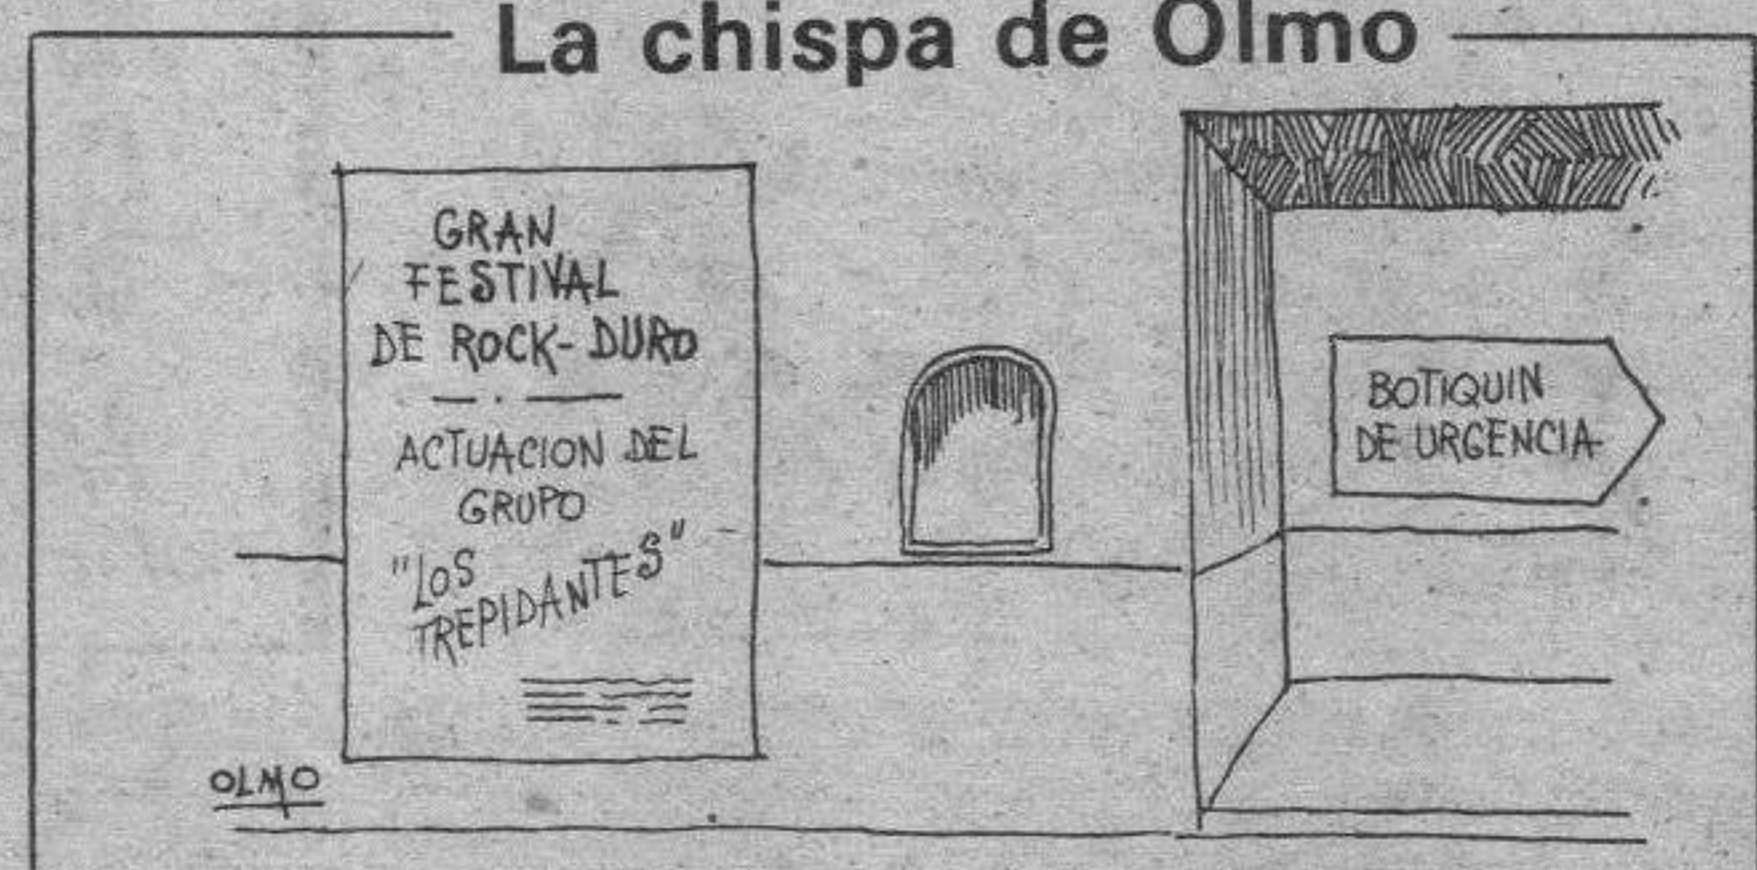 La chispa de Olmo
GRAN
FESTIVAL
DE ROCK-DURO
ACTUACION DEL
GRUPO
"LOS
TREPIDANTES"
BOTIQUIN
DE URGENCIA
OLMO